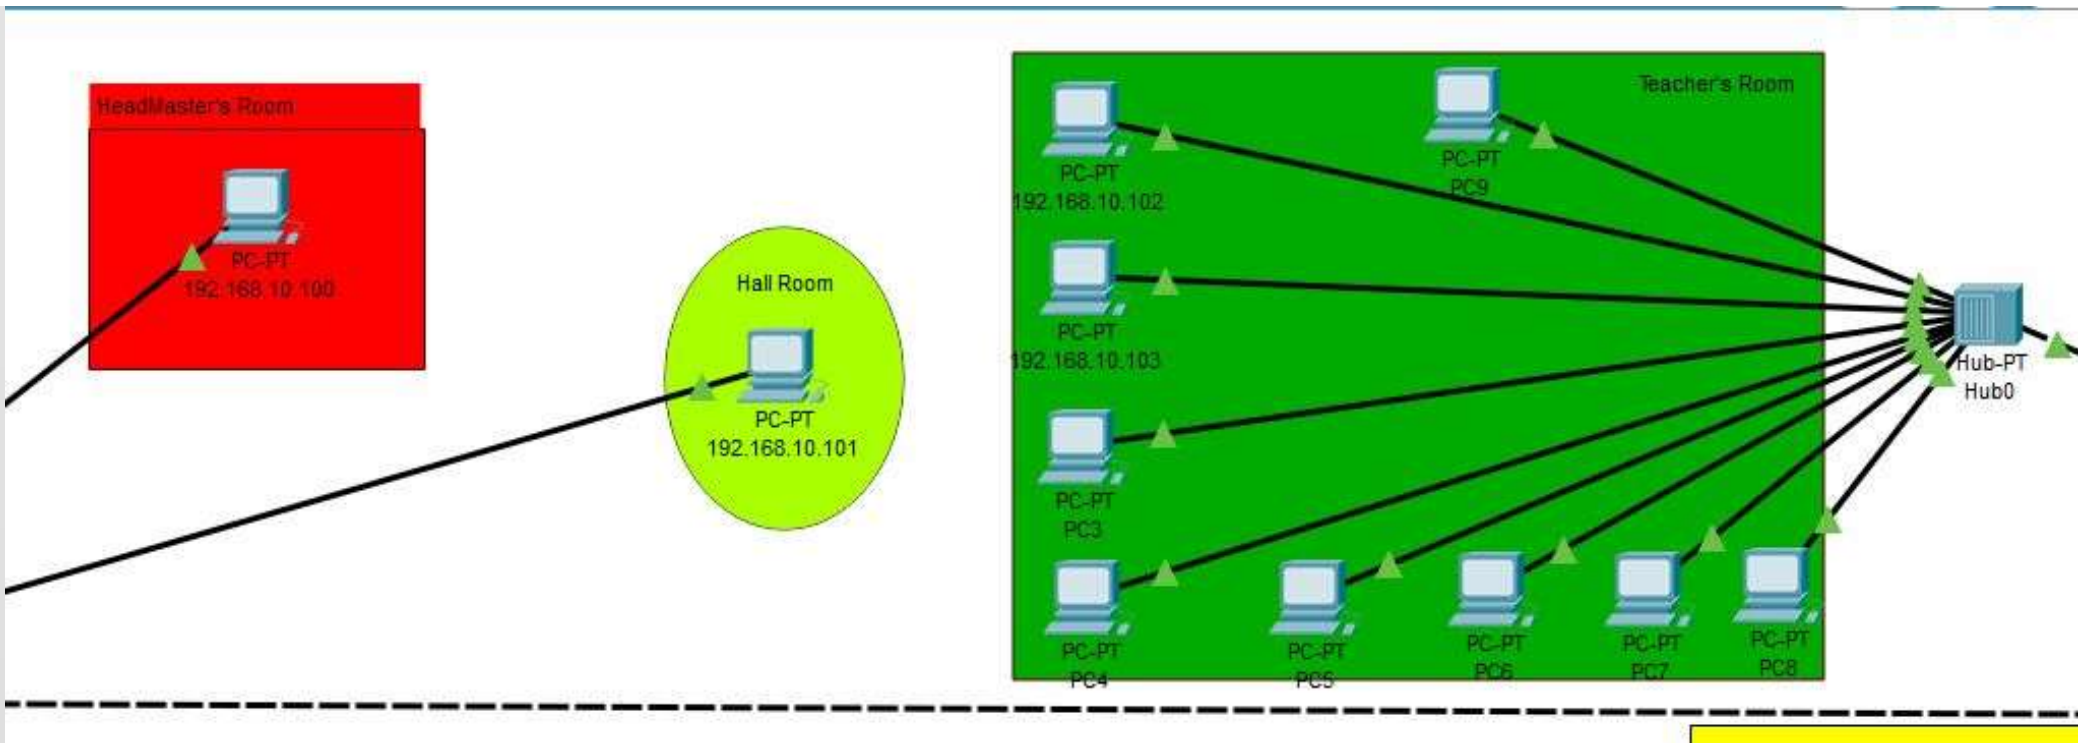 HeadMaster's Room
PC-PT
192.168.10.100
Hall Room
PC-PT
192.168.10.101
Teacher's Room
PC-PT
192.168.10.102
PC-PT
PC9
PC-PT
192.168.10.103
Hub-PT
Hub0
PC-PT
PC3
PC-PT
PC4
PC-PT
PC5
PC-PT
PC6
PC-PT
PC7
PC-PT
PC8